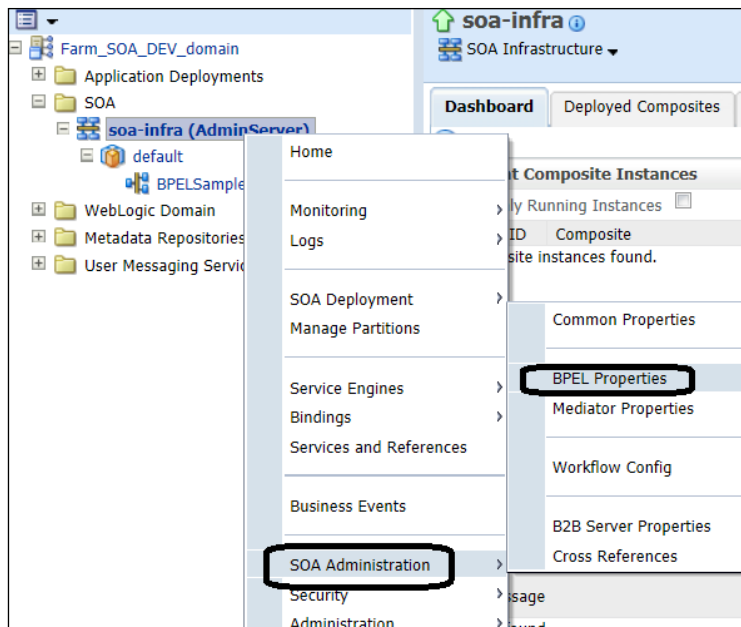 soa-infra
SOA Infrastructure
Farm_SOA_DEV_domain
Application Deployments
SOA
soa-infra (AdminServer)
default
BPELSample
WebLogic Domain
Metadata Repositories
User Messaging Servic
Dashboard
Deployed Composites
t Composite Instances
ly Running Instances
ID Composite
site instances found.
Home
Monitoring
Logs
SOA Deployment
Manage Partitions
Service Engines
Bindings
Services and References
Business Events
SOA Administration
Security
Administration
Common Properties
BPEL Properties
Mediator Properties
Workflow Config
B2B Server Properties
Cross References
ssage